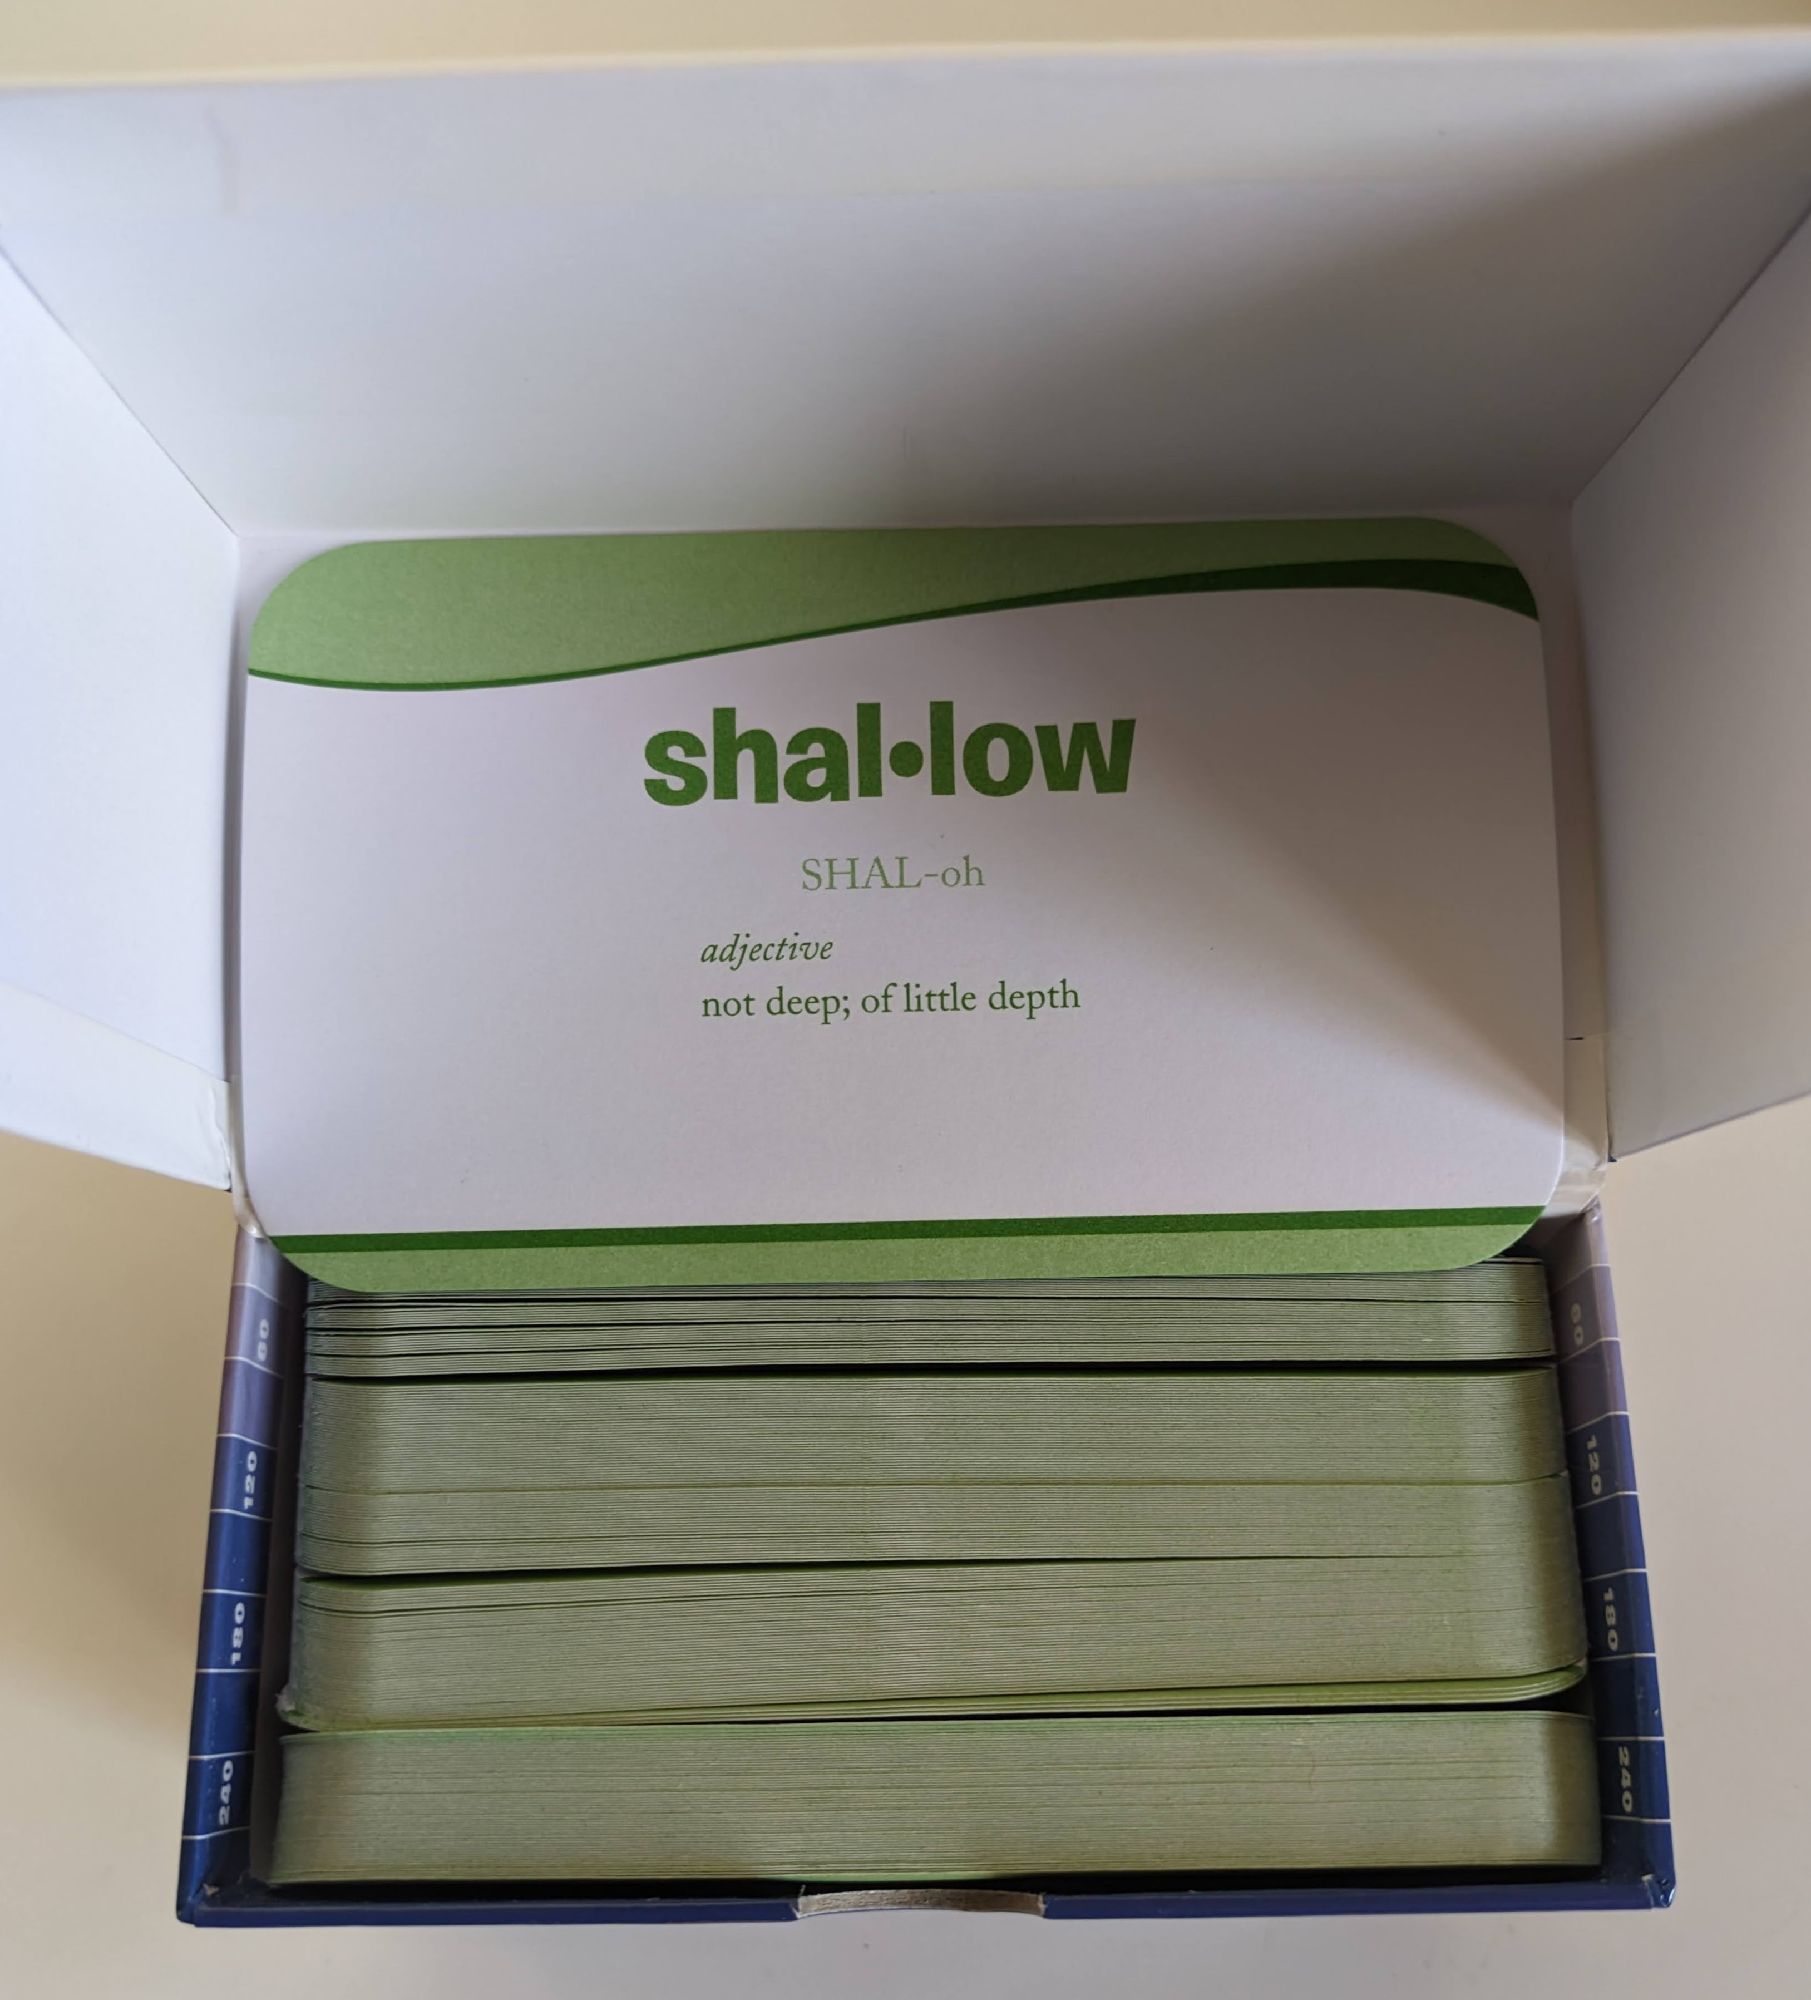 shal•low
SHAL-oh
adjective
not deep; of little depth
60
60
120
120
180
180
240
240